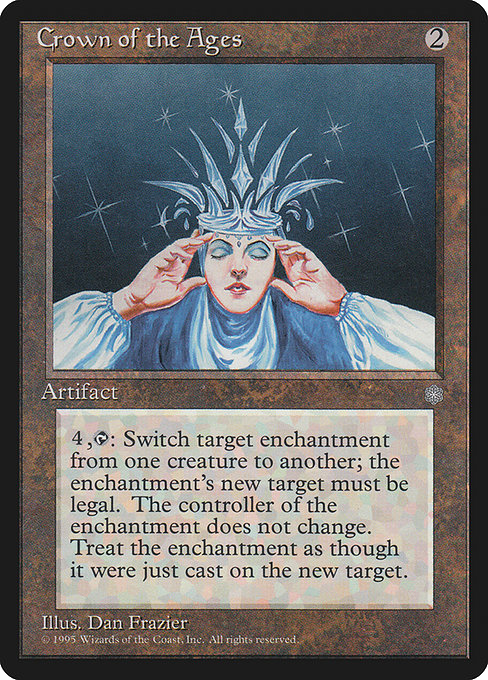 Crown of the Ages 2
Artifact
4,T: Switch target enchantment
from one creature to another; the
enchantment's new target must be
legal. The controller of the
enchantment does not change.
Treat the enchantment as though
it were just cast on the new target.
Illus. Dan Frazier
© 1995 Wizards of the Coast, Inc. All rights reserved.